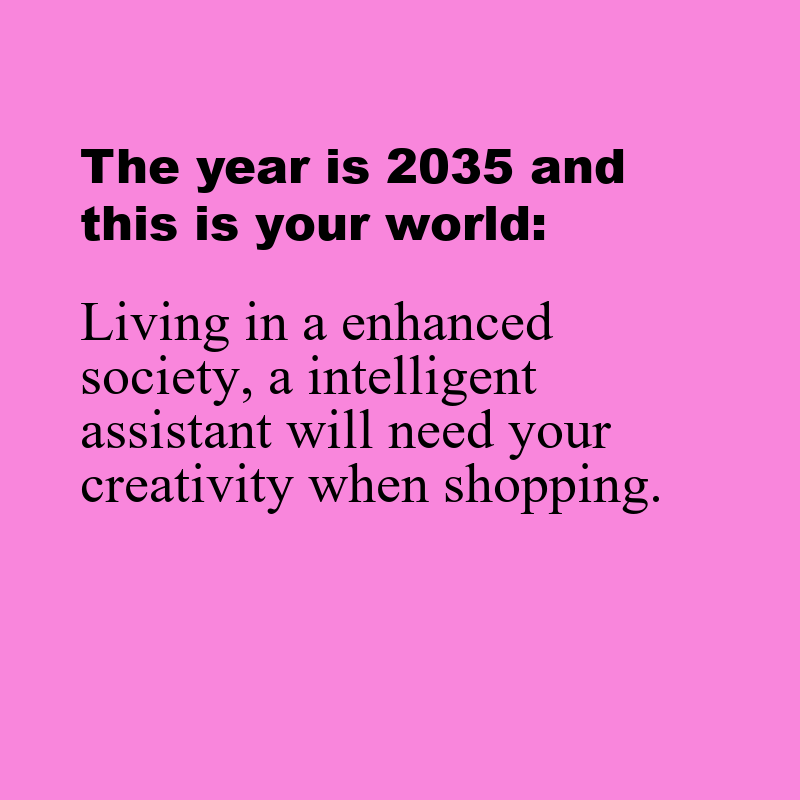 The year is 2035 and
this is your world:
Living in a enhanced
society, a intelligent
assistant will need your
creativity when shopping.